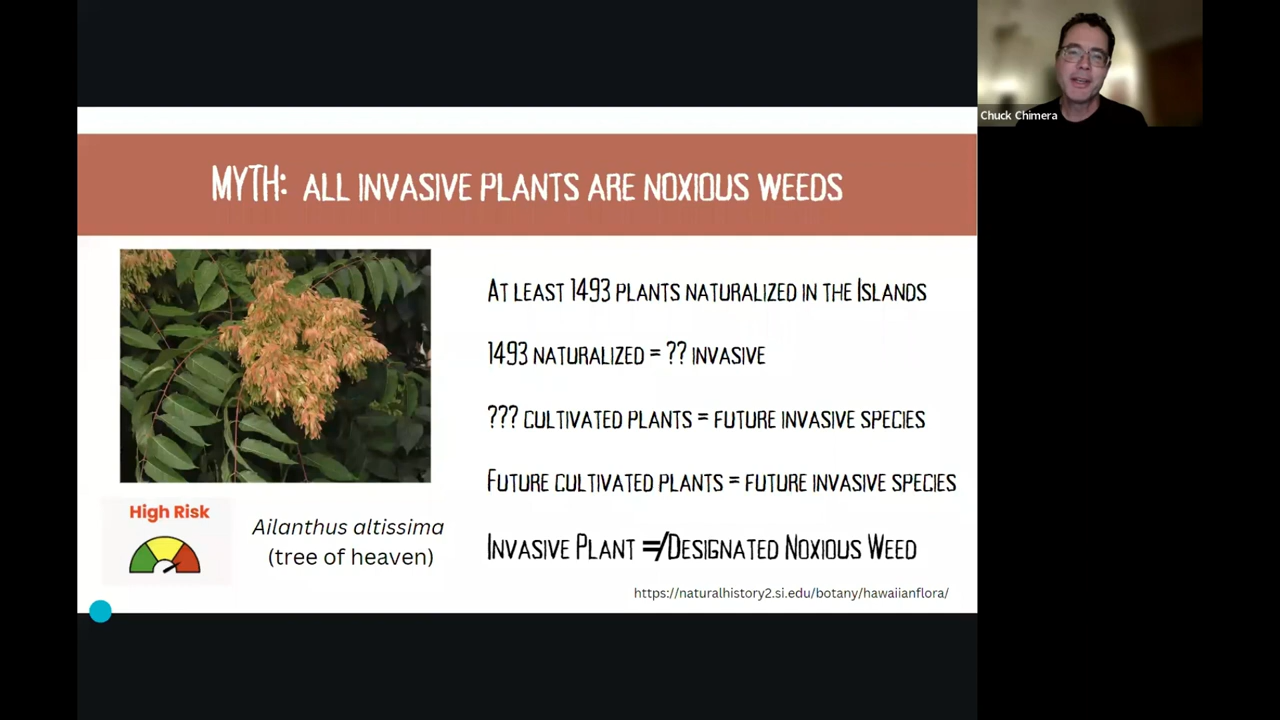 Chuck Chimera
MYTH: ALL INVASIVE PLANTS ARE NOXIOUS WEEDS
AT LEAST 1493 PLANTS NATURALIZED IN THE ISLANDS
1493 NATURALIZED = ?? INVASIVE
??? CULTIVATED PLANTS = FUTURE INVASIVE SPECIES
FUTURE CULTIVATED PLANTS = FUTURE INVASIVE SPECIES
INVASIVE PLANT ≠ DESIGNATED NOXIOUS WEED
High Risk
Ailanthus altissima
(tree of heaven)
https://naturalhistory2.si.edu/botany/hawaiianflora/